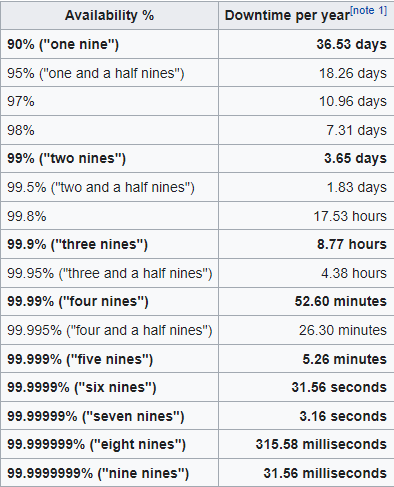 Availability % Downtime per year[note 1]
90% ("one nine") 36.53 days
95% ("one and a half nines") 18.26 days
97% 10.96 days
98% 7.31 days
99% ("two nines") 3.65 days
99.5% ("two and a half nines") 1.83 days
99.8% 17.53 hours
99.9% ("three nines") 8.77 hours
99.95% ("three and a half nines") 4.38 hours
99.99% ("four nines") 52.60 minutes
99.995% ("four and a half nines") 26.30 minutes
99.999% ("five nines") 5.26 minutes
99.9999% ("six nines") 31.56 seconds
99.99999% ("seven nines") 3.16 seconds
99.999999% ("eight nines") 315.58 milliseconds
99.9999999% ("nine nines") 31.56 milliseconds